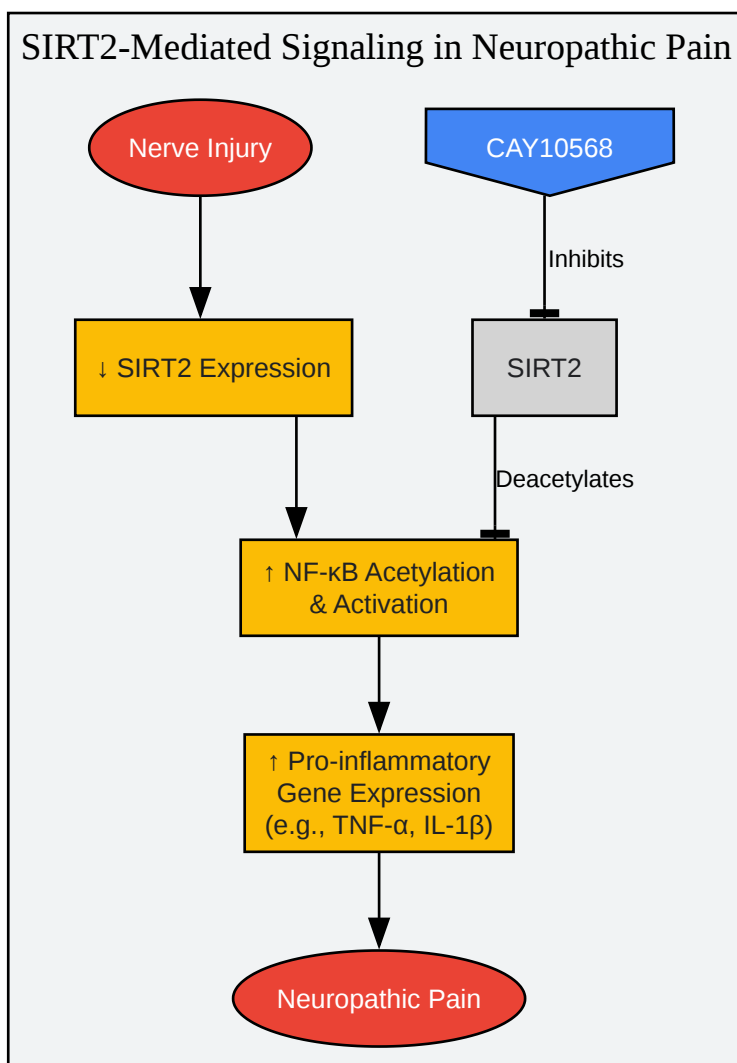 SIRT2-Mediated Signaling in Neuropathic Pain
Nerve Injury
CAY10568
Inhibits
↓ SIRT2 Expression
SIRT2
Deacetylates
↑ NF-κB Acetylation
& Activation
↑ Pro-inflammatory
Gene Expression
(e.g., TNF-α, IL-1β)
Neuropathic Pain